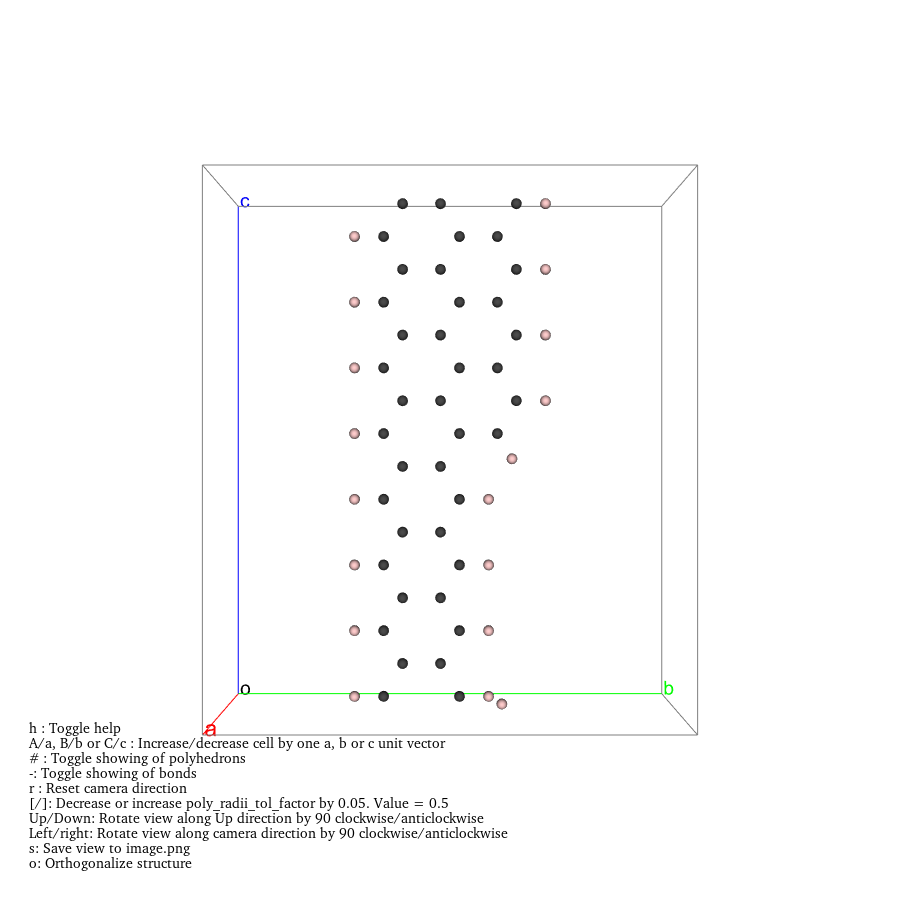 c
o
b
a
h : Toggle help
A/a, B/b or C/c : Increase/decrease cell by one a, b or c unit vector
# : Toggle showing of polyhedrons
-: Toggle showing of bonds
r : Reset camera direction
[/]: Decrease or increase poly_radii_tol_factor by 0.05. Value = 0.5
Up/Down: Rotate view along Up direction by 90 clockwise/anticlockwise
Left/right: Rotate view along camera direction by 90 clockwise/anticlockwise
s: Save view to image.png
o: Orthogonalize structure